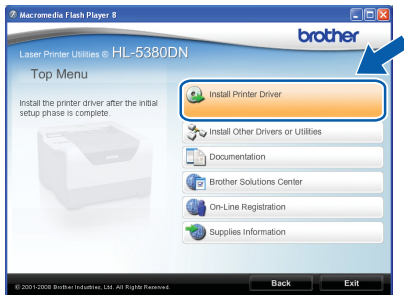 Macromedia Flash Player 8
brother
Laser Printer Utilities © HL-5380DN
Top Menu
Install the printer driver after the initial
setup phase is complete.
Install Printer Driver
Install Other Drivers or Utilities
Documentation
Brother Solutions Center
On-Line Registration
Supplies Information
© 2001-2008 Brother Industries, Ltd. All Rights Reserved.
Back
Exit